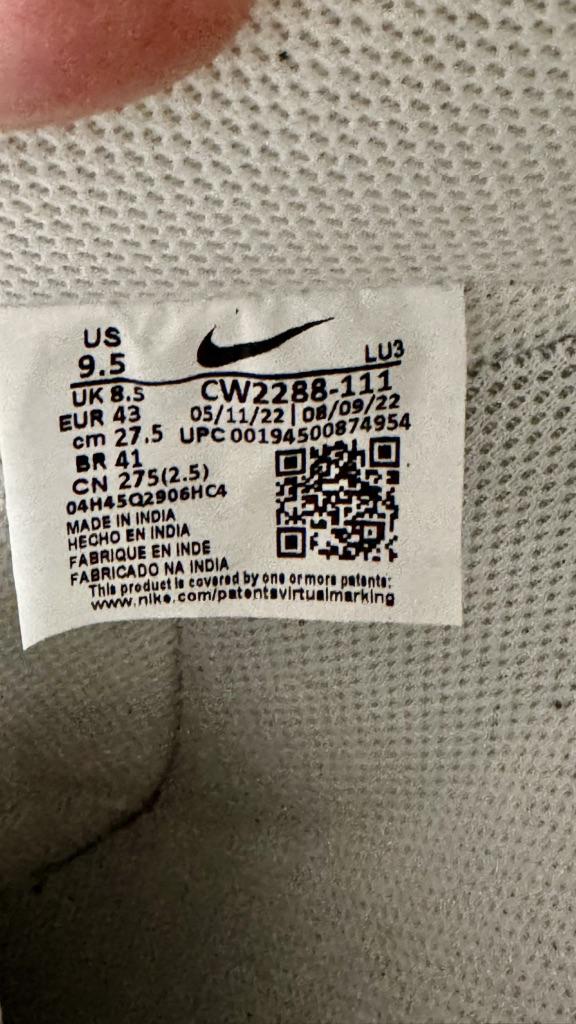 US
9.5
LU3
UK 8.5
CW2288-111
EUR 43
05/11/22 | 08/09/22
cm 27.5
UPC 00194500874954
BR 41
CN 275(2.5)
04H45Q2906HC4
MADE IN INDIA
HECHO EN INDIA
FABRIQUE EN INDE
FABRICADO NA INDIA
This product is covered by one or more patents:
www.nike.com/patentsvirtualmarking